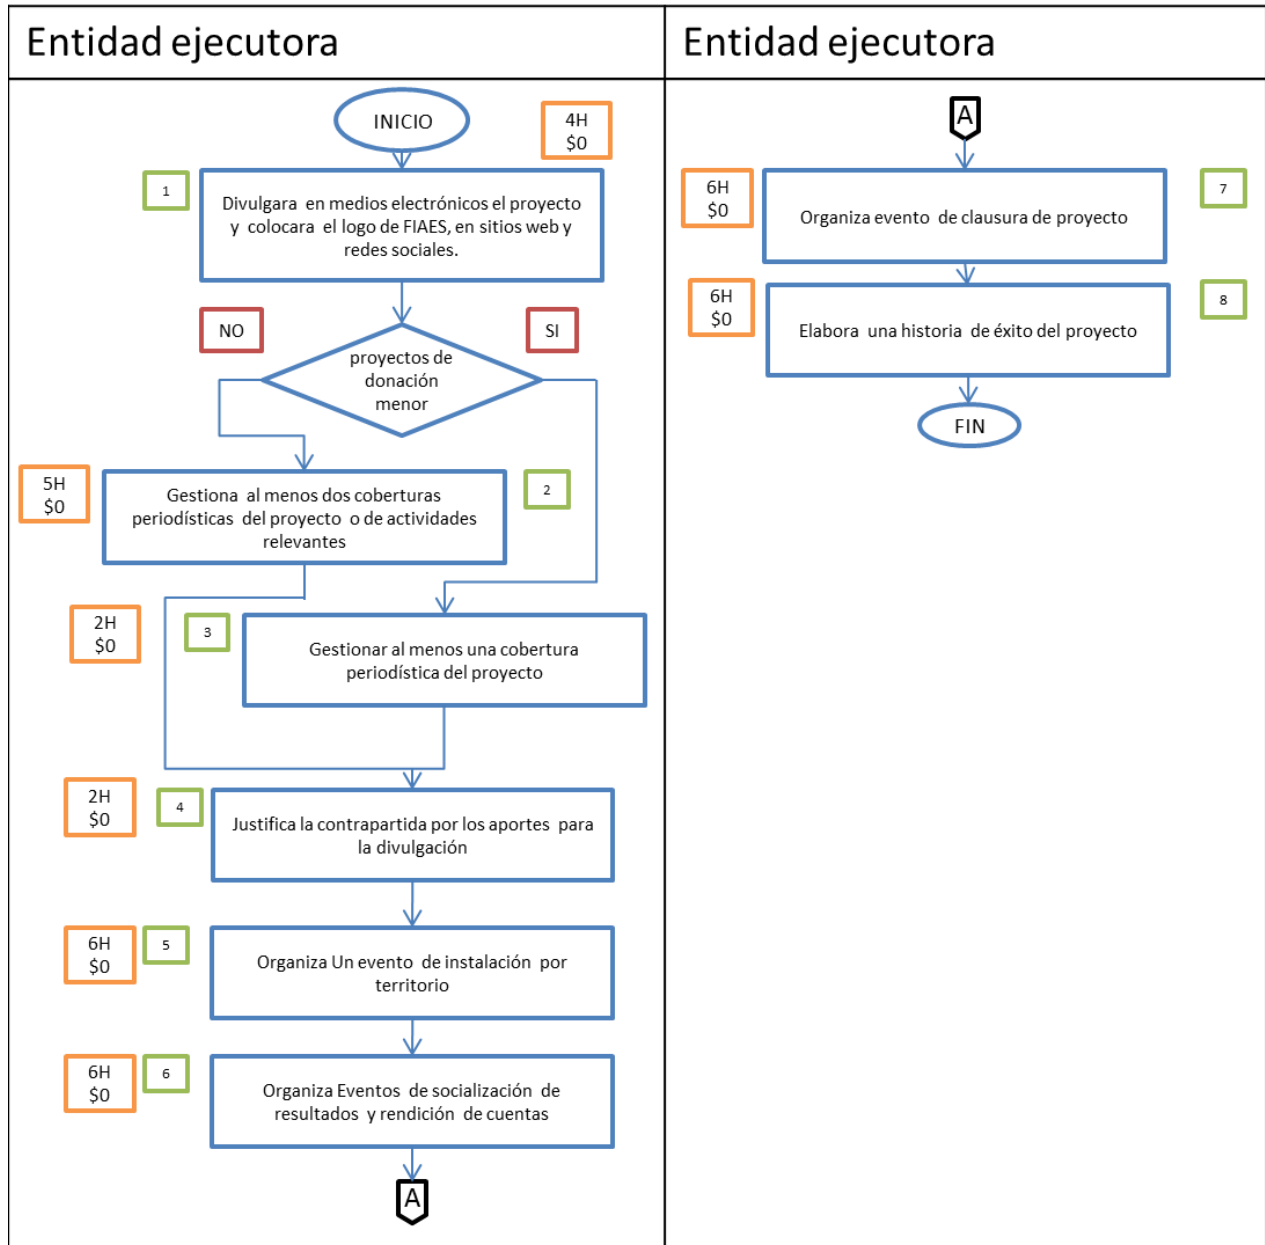 Entidad ejecutora
INICIO
4H
$0
1
Divulgara en medios electrónicos el proyecto
y colocara el logo de FIAES, en sitios web y
redes sociales.
NO
SI
proyectos de
donación
menor
5H
$0
Gestiona al menos dos coberturas
periodísticas del proyecto o de actividades
relevantes
2
2H
$0
3
Gestionar al menos una cobertura
periodística del proyecto
2H
$0
4
Justifica la contrapartida por los aportes para
la divulgación
6H
$0
5
Organiza Un evento de instalación por
territorio
6H
$0
6
Organiza Eventos de socialización de
resultados y rendición de cuentas
A
Entidad ejecutora
A
6H
$0
Organiza evento de clausura de proyecto
7
6H
$0
Elabora una historia de éxito del proyecto
8
FIN